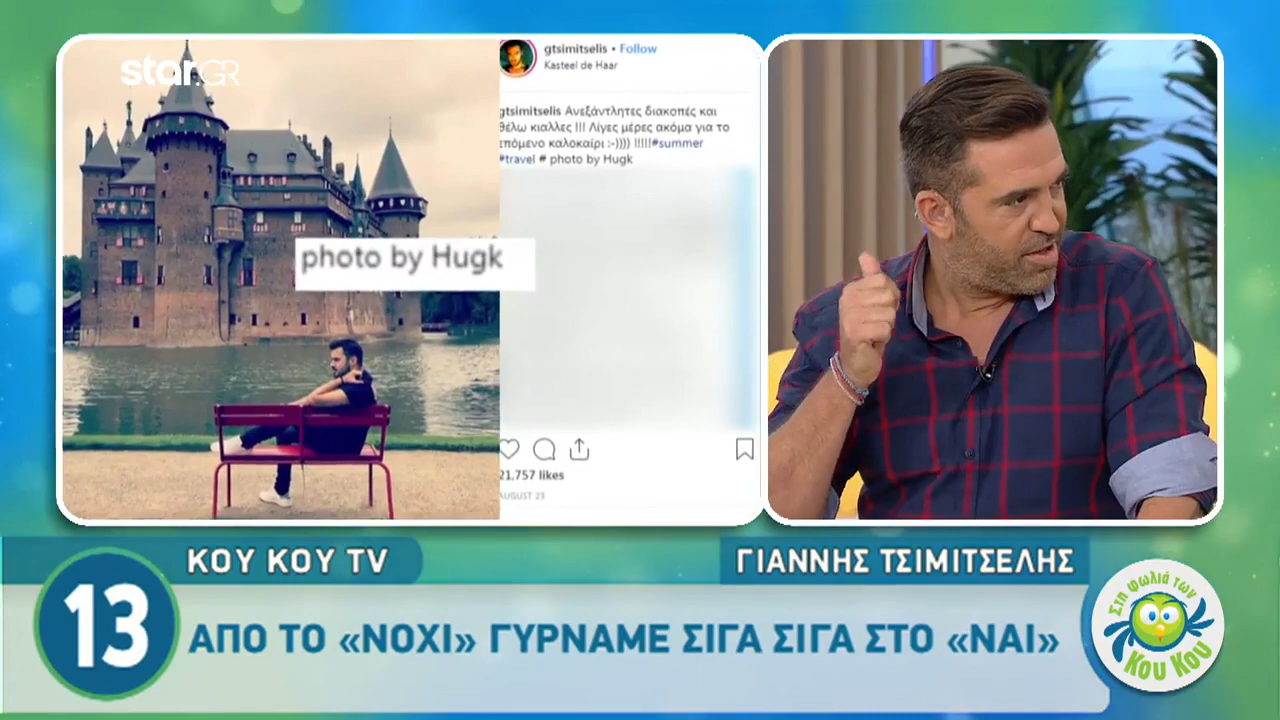 star.GR
gtsimitselis • Follow
Kasteel de Haar
gtsimitselis Ανεξάντλητες διακοπές και
θέλω κιαλλες !!! Λίγες μέρες ακόμα για το
επόμενο καλοκαίρι :-)))) !!!!!#summer
#travel # photo by Hugk
photo by Hugk
21,757 likes
AUGUST 23
ΚΟΥ ΚΟΥ TV
ΓΙΑΝΝΗΣ ΤΣΙΜΙΤΣΕΛΗΣ
13
ΑΠΟ ΤΟ «ΝΟΧΙ» ΓΥΡΝΑΜΕ ΣΙΓΑ ΣΙΓΑ ΣΤΟ «ΝΑΙ»
Στη φωλιά των
Κου Κου